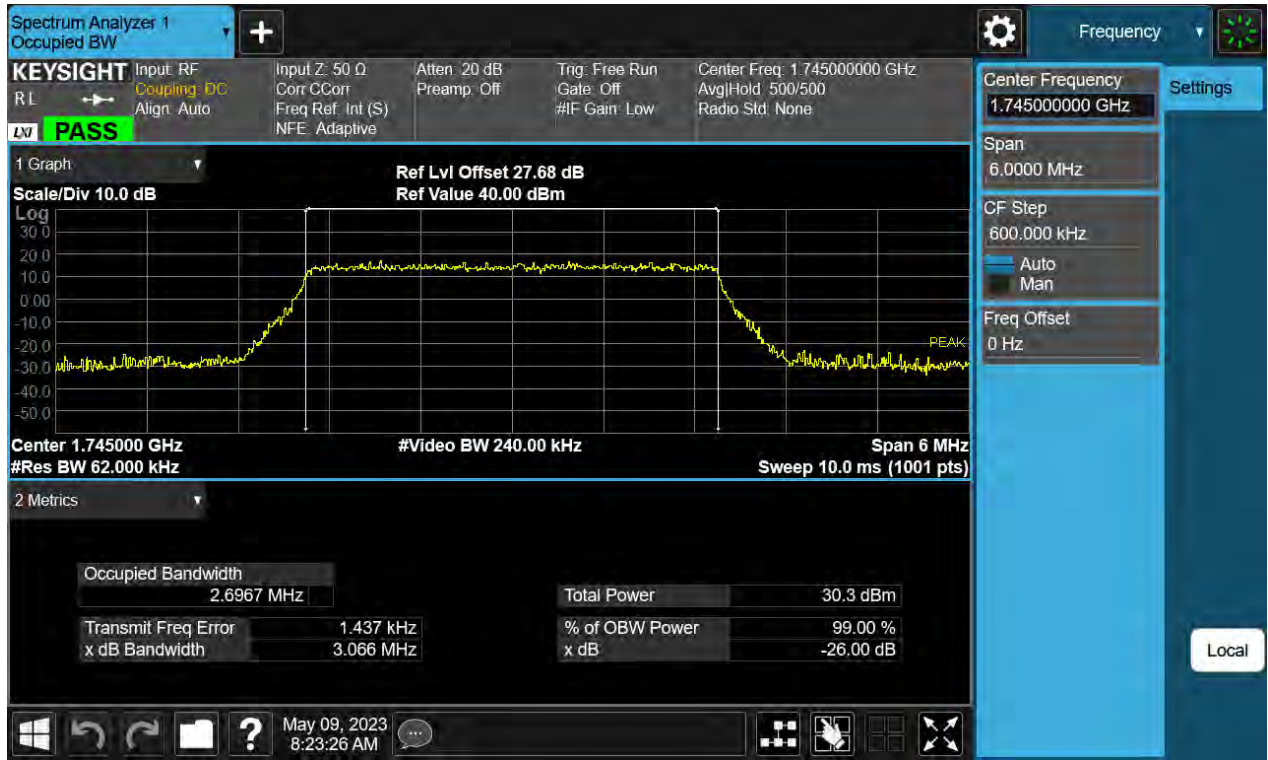 Spectrum Analyzer 1
Occupied BW
+
Frequency
KEYSIGHT
RL
LXI
PASS
Input: RF
Coupling: DC
Align: Auto
Input Z: 50 Ω
Corr CCorr
Freq Ref: Int (S)
NFE: Adaptive
Atten: 20 dB
Preamp: Off
Trig: Free Run
Gate: Off
#IF Gain: Low
Center Freq: 1.745000000 GHz
Avg|Hold: 500/500
Radio Std: None
Center Frequency
1.745000000 GHz
Settings
Span
6.0000 MHz
CF Step
600.000 kHz
Auto
Man
Freq Offset
0 Hz
1 Graph
Scale/Div 10.0 dB
Ref Lvl Offset 27.68 dB
Ref Value 40.00 dBm
Log
30.0
20.0
10.0
0.00
-10.0
-20.0
-30.0
-40.0
-50.0
PEAK
Center 1.745000 GHz
#Video BW 240.00 kHz
Span 6 MHz
#Res BW 62.000 kHz
Sweep 10.0 ms (1001 pts)
2 Metrics
Occupied Bandwidth
2.6967 MHz
Total Power 30.3 dBm
Transmit Freq Error 1.437 kHz
% of OBW Power 99.00 %
x dB Bandwidth 3.066 MHz
x dB -26.00 dB
Local
?
May 09, 2023
8:23:26 AM